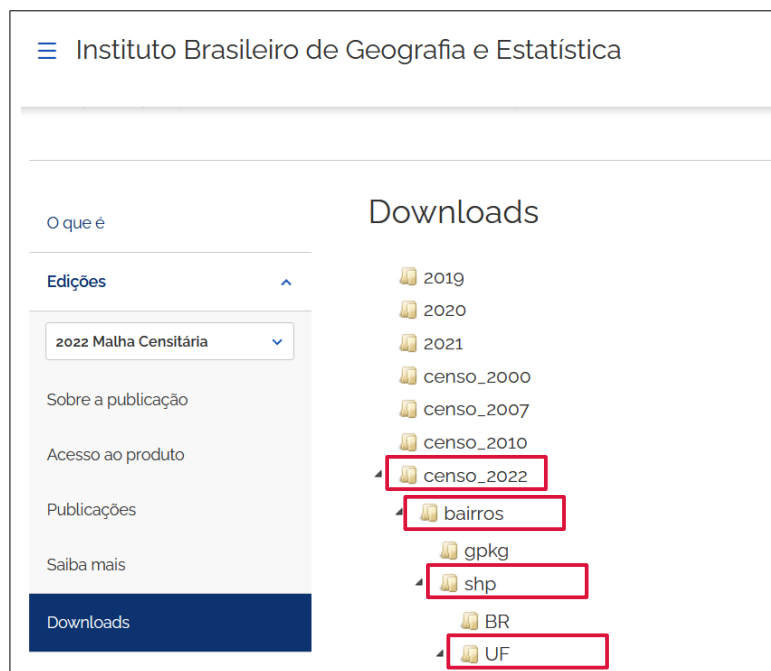 Instituto Brasileiro de Geografia e Estatística
O que é
Edições
2022 Malha Censitária
Sobre a publicação
Acesso ao produto
Publicações
Saiba mais
Downloads
Downloads
2019
2020
2021
censo_2000
censo_2007
censo_2010
censo_2022
bairros
gpkg
shp
BR
UF